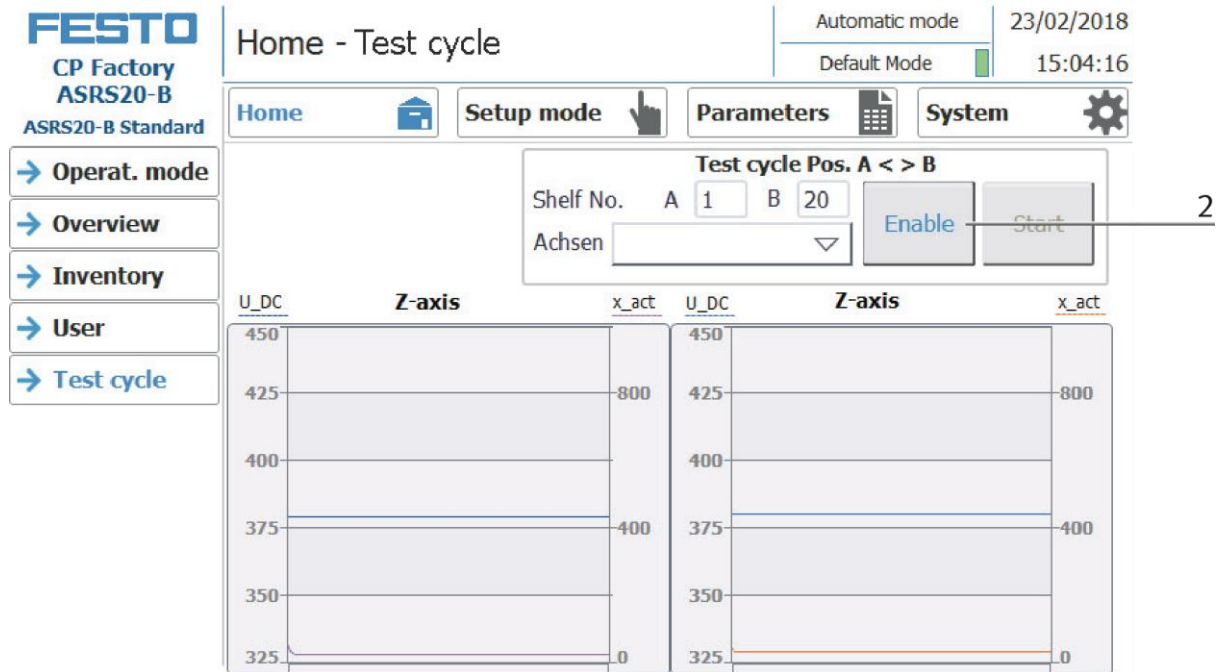 FESTO
CP Factory
ASRS20-B
ASRS20-B Standard
Home - Test cycle
Automatic mode
Default Mode
23/02/2018
15:04:16
Home
Setup mode
Parameters
System
Operat. mode
Overview
Inventory
User
Test cycle
Test cycle Pos. A < > B
Shelf No. A 1 B 20
Achsen
Enable
Start
2
U_DC Z-axis x_act
450
425 800
400
375 400
350
325 0
U_DC Z-axis x_act
450
425 800
400
375 400
350
325 0